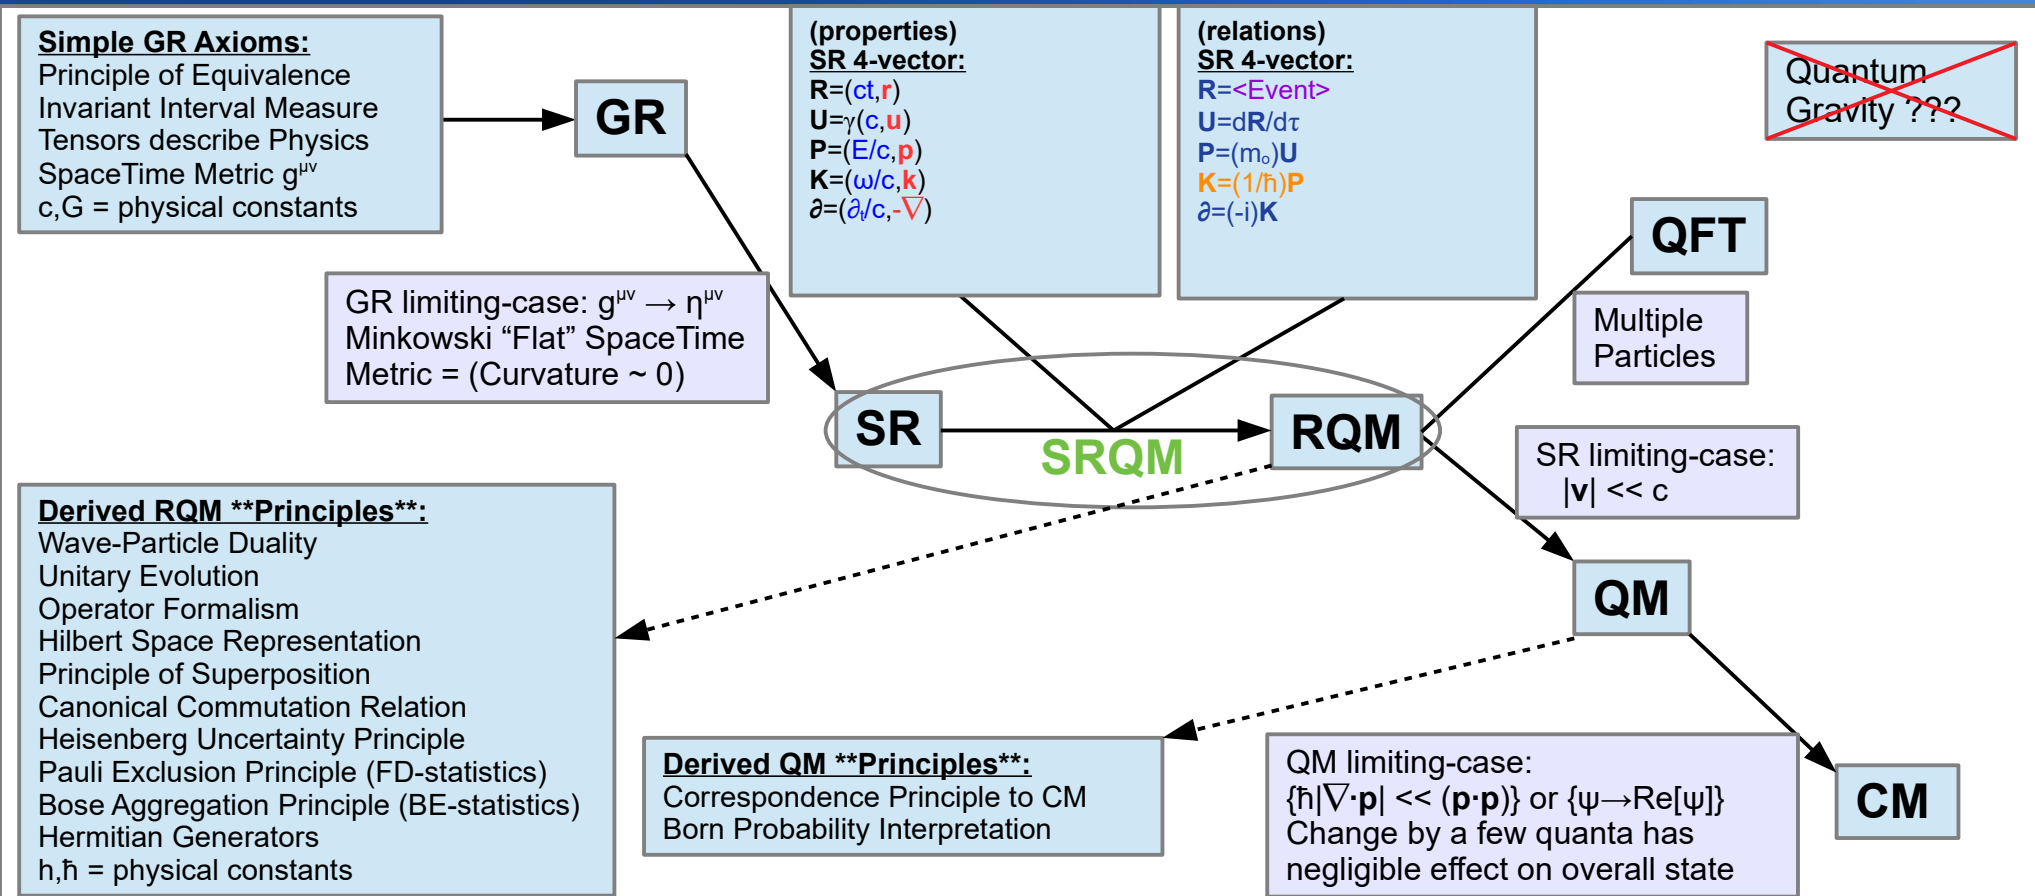 Simple GR Axioms:
Principle of Equivalence
Invariant Interval Measure
Tensors describe Physics
SpaceTime Metric gᵘᵛ
c,G = physical constants
GR
(properties)
SR 4-vector:
R=(ct,r)
U=γ(c,u)
P=(E/c,p)
K=(ω/c,k)
∂=(∂ₜ/c,-∇)
(relations)
SR 4-vector:
R=<Event>
U=dR/dτ
P=(mₒ)U
K=(1/ħ)P
∂=(-i)K
Quantum
Gravity ???
QFT
Multiple
Particles
GR limiting-case: gᵘᵛ → ηᵘᵛ
Minkowski “Flat” SpaceTime
Metric = (Curvature ~ 0)
SR
SRQM
RQM
SR limiting-case:
|v| << c
Derived RQM **Principles**:
Wave-Particle Duality
Unitary Evolution
Operator Formalism
Hilbert Space Representation
Principle of Superposition
Canonical Commutation Relation
Heisenberg Uncertainty Principle
Pauli Exclusion Principle (FD-statistics)
Bose Aggregation Principle (BE-statistics)
Hermitian Generators
h,ħ = physical constants
QM
Derived QM **Principles**:
Correspondence Principle to CM
Born Probability Interpretation
QM limiting-case:
{ħ|∇·p| << (p·p)} or {ψ→Re[ψ]}
Change by a few quanta has
negligible effect on overall state
CM